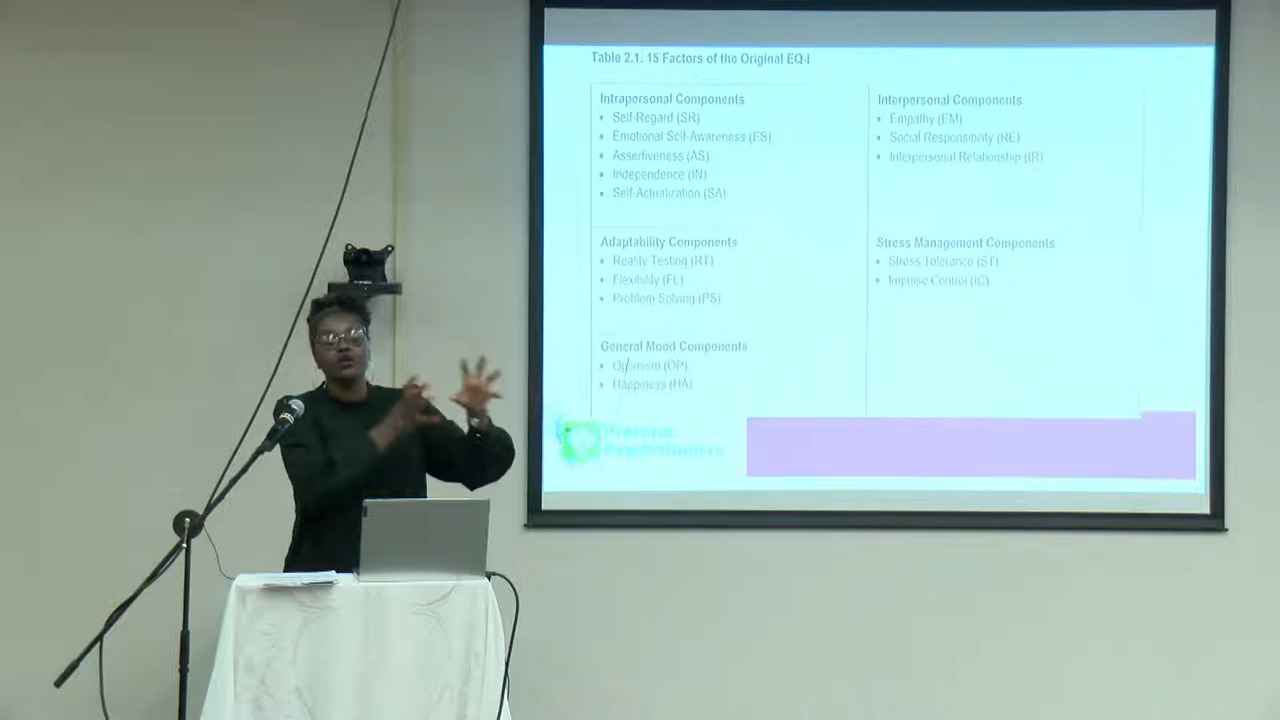 Table 2.1. 15 Factors of the Original EQ-i
Intrapersonal Components
• Self-Regard (SR)
• Emotional Self-Awareness (ES)
• Assertiveness (AS)
• Independence (IN)
• Self-Actualization (SA)
Interpersonal Components
• Empathy (EM)
• Social Responsibility (RE)
• Interpersonal Relationship (IR)
Adaptability Components
• Reality Testing (RT)
• Flexibility (FL)
• Problem Solving (PS)
Stress Management Components
• Stress Tolerance (ST)
• Impulse Control (IC)
General Mood Components
• Optimism (OP)
• Happiness (HA)